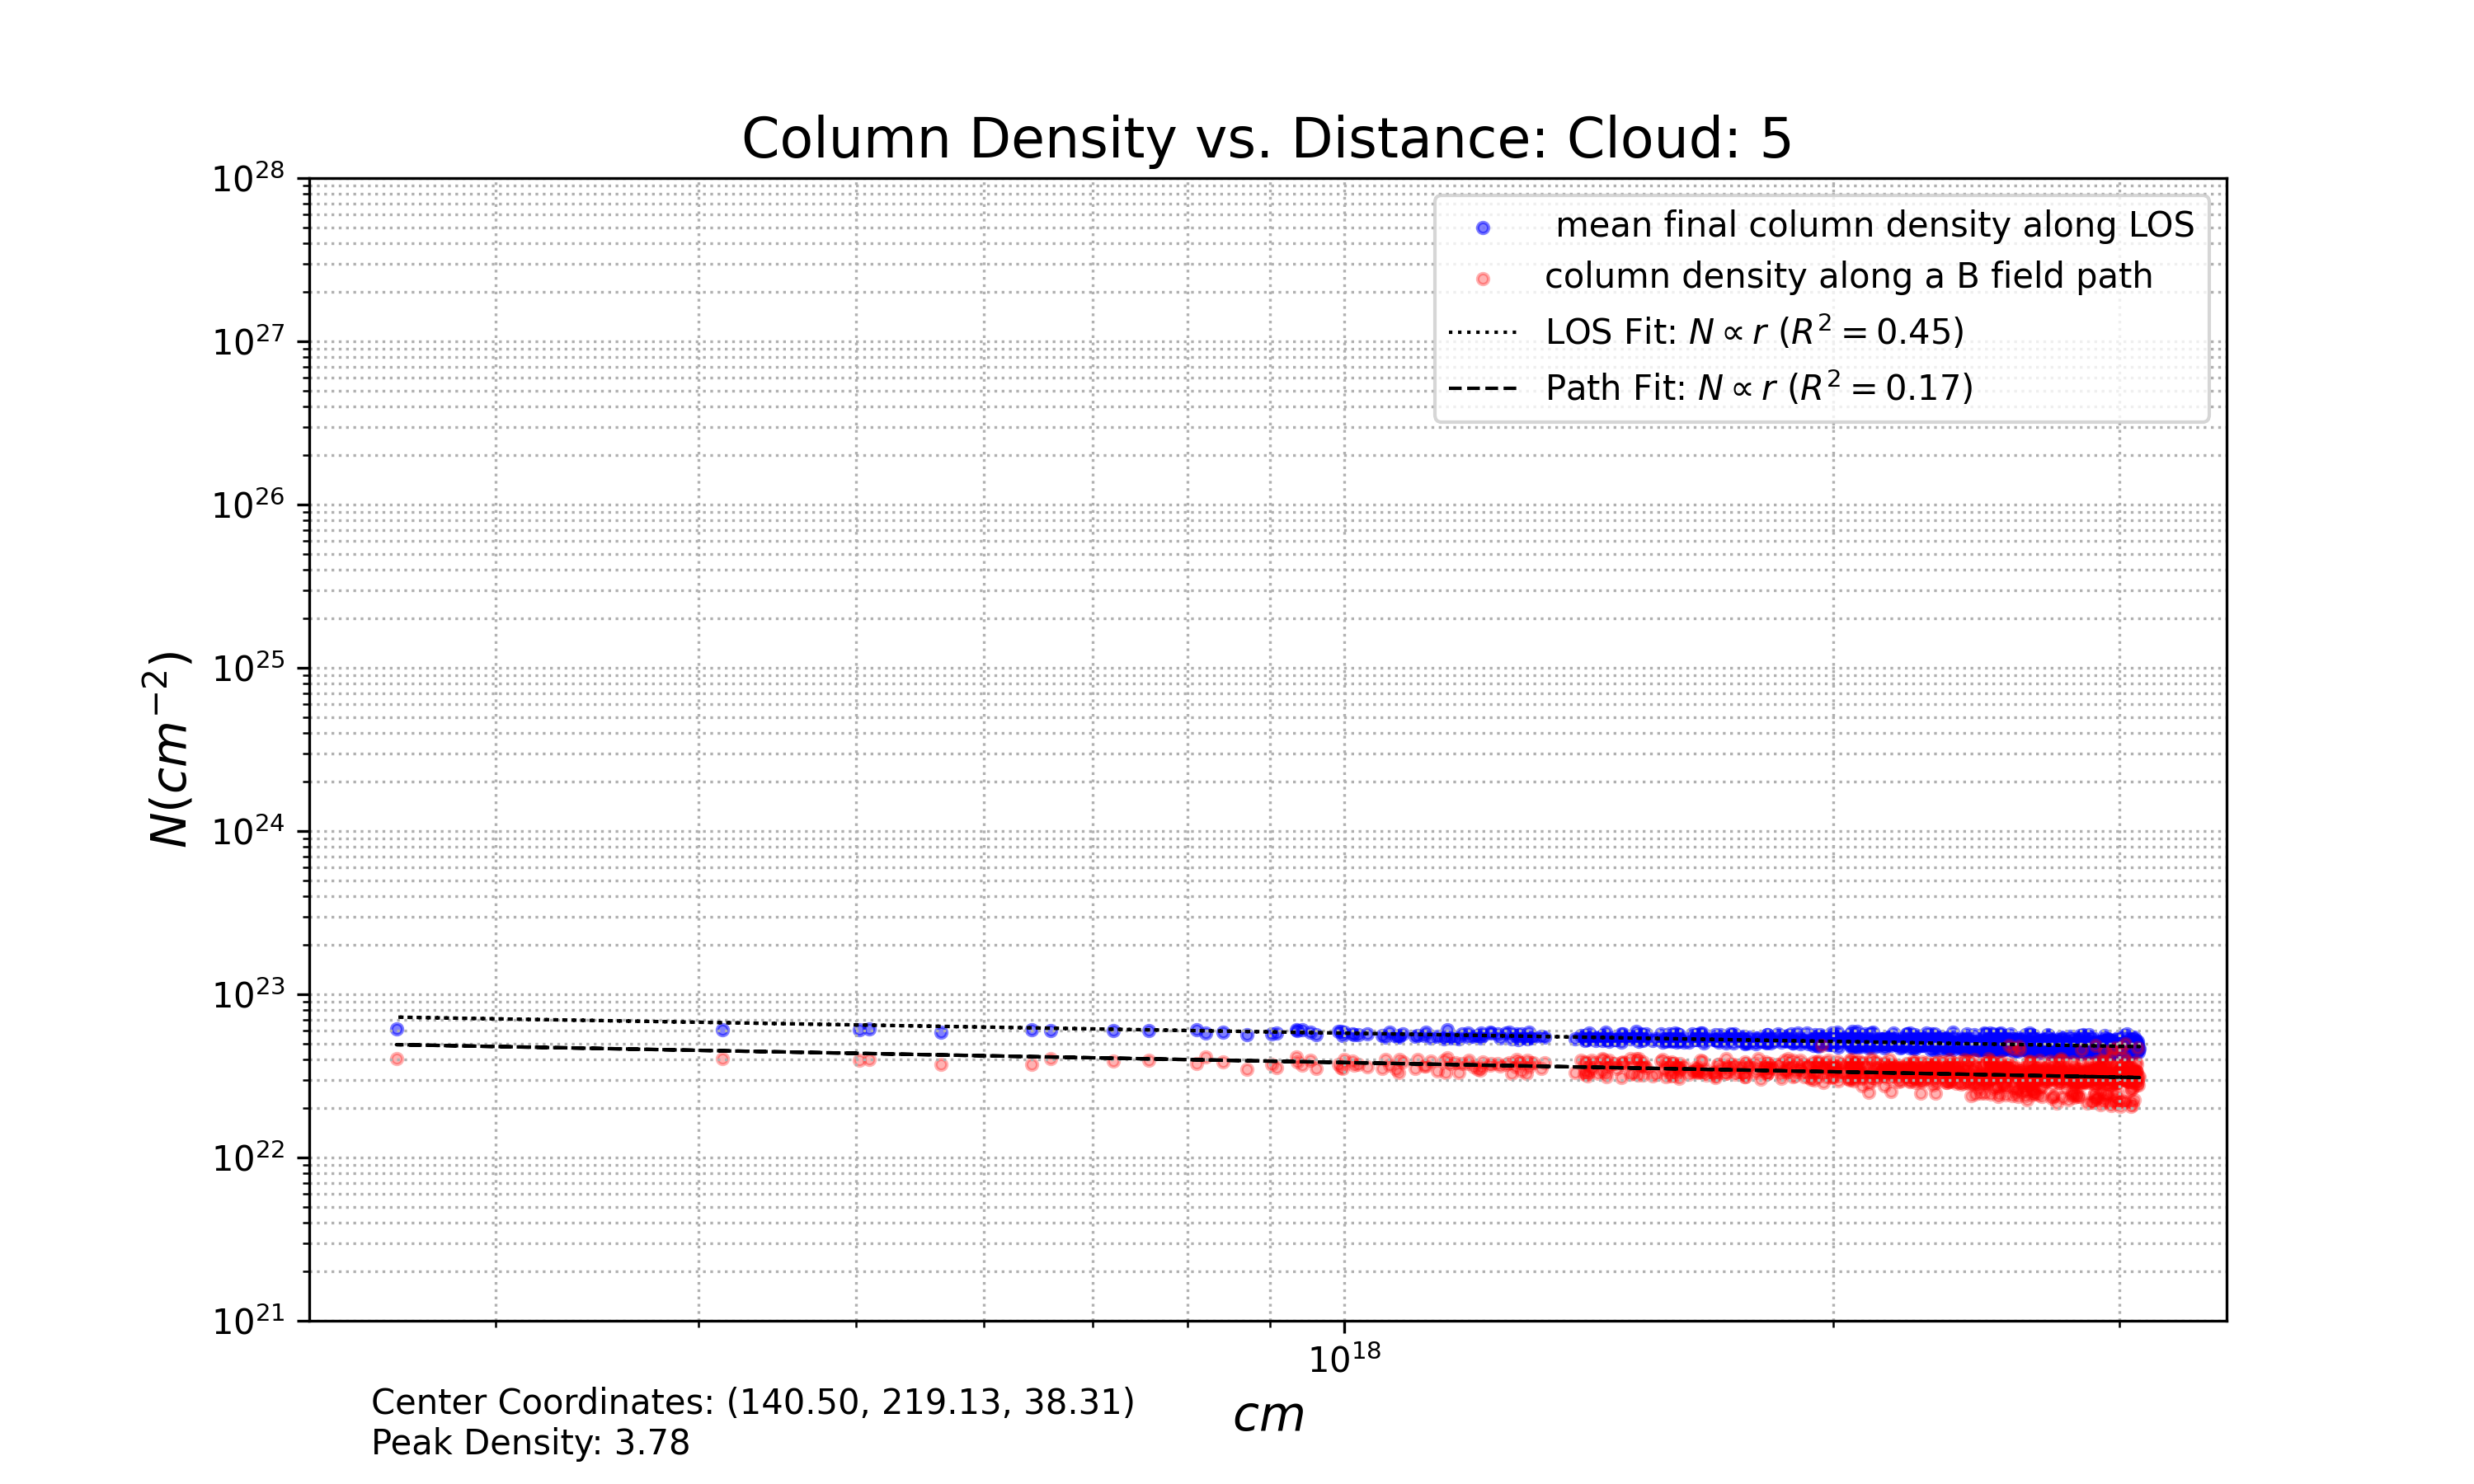 Column Density vs. Distance: Cloud: 5
10^28
10^27
10^26
10^25
10^24
10^23
10^22
10^21
N(cm^−2)
mean final column density along LOS
column density along a B field path
LOS Fit: N ∝ r (R^2 = 0.45)
Path Fit: N ∝ r (R^2 = 0.17)
10^18
cm
Center Coordinates: (140.50, 219.13, 38.31)
Peak Density: 3.78